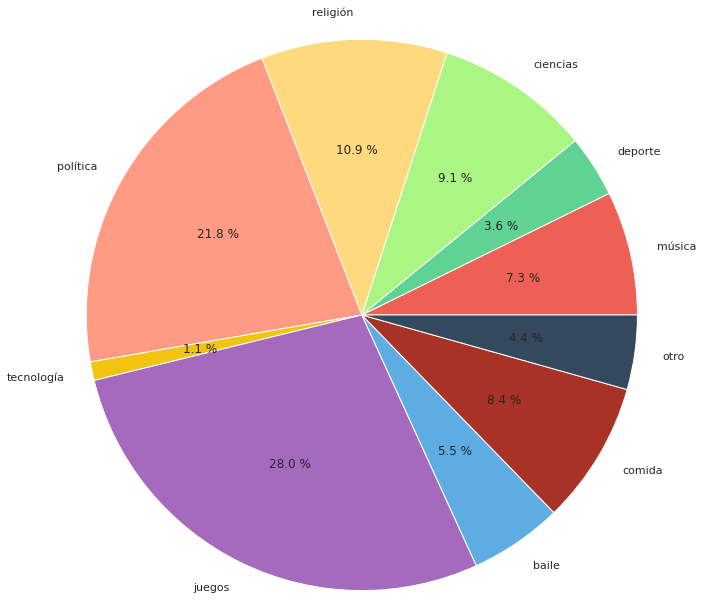 religión
ciencias
deporte
política
10.9 %
9.1 %
3.6 %
21.8 %
música
7.3 %
4.4 %
1.1 %
otro
tecnología
8.4 %
5.5 %
28.0 %
comida
baile
juegos